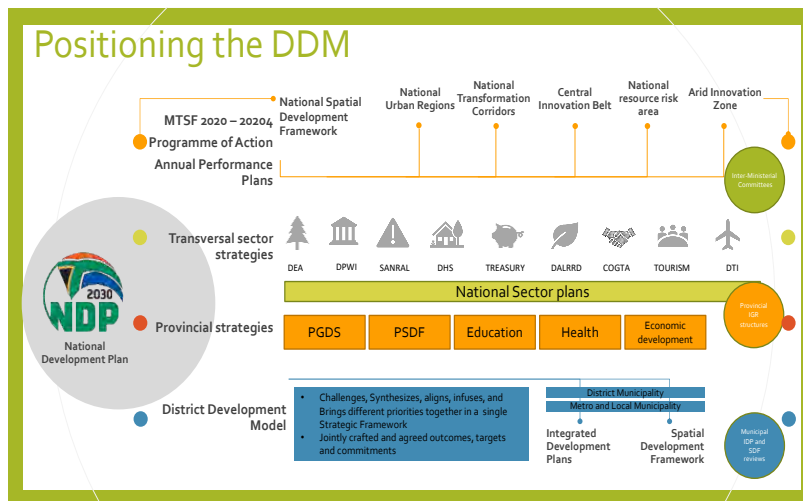 Positioning the DDM
MTSF 2020 – 20204
Programme of Action
Annual Performance
Plans
National Spatial
Development
Framework
National
Urban Regions
National
Transformation
Corridors
Central
Innovation Belt
National
resource risk
area
Arid Innovation
Zone
Inter-Ministerial
Committees
Transversal sector
strategies
DEA
DPWI
SANRAL
DHS
TREASURY
DALRRD
COGTA
TOURISM
DTI
National Sector plans
2030
NDP
National
Development Plan
Provincial strategies
PGDS
PSDF
Education
Health
Economic
development
Provincial
IGR
structures
District Development
Model
• Challenges, Synthesizes, aligns, infuses, and
Brings different priorities together in a single
Strategic Framework
• Jointly crafted and agreed outcomes, targets
and commitments
District Municipality
Metro and Local Municipality
Integrated
Development
Plans
Spatial
Development
Framework
Municipal
IDP and
SDF
reviews